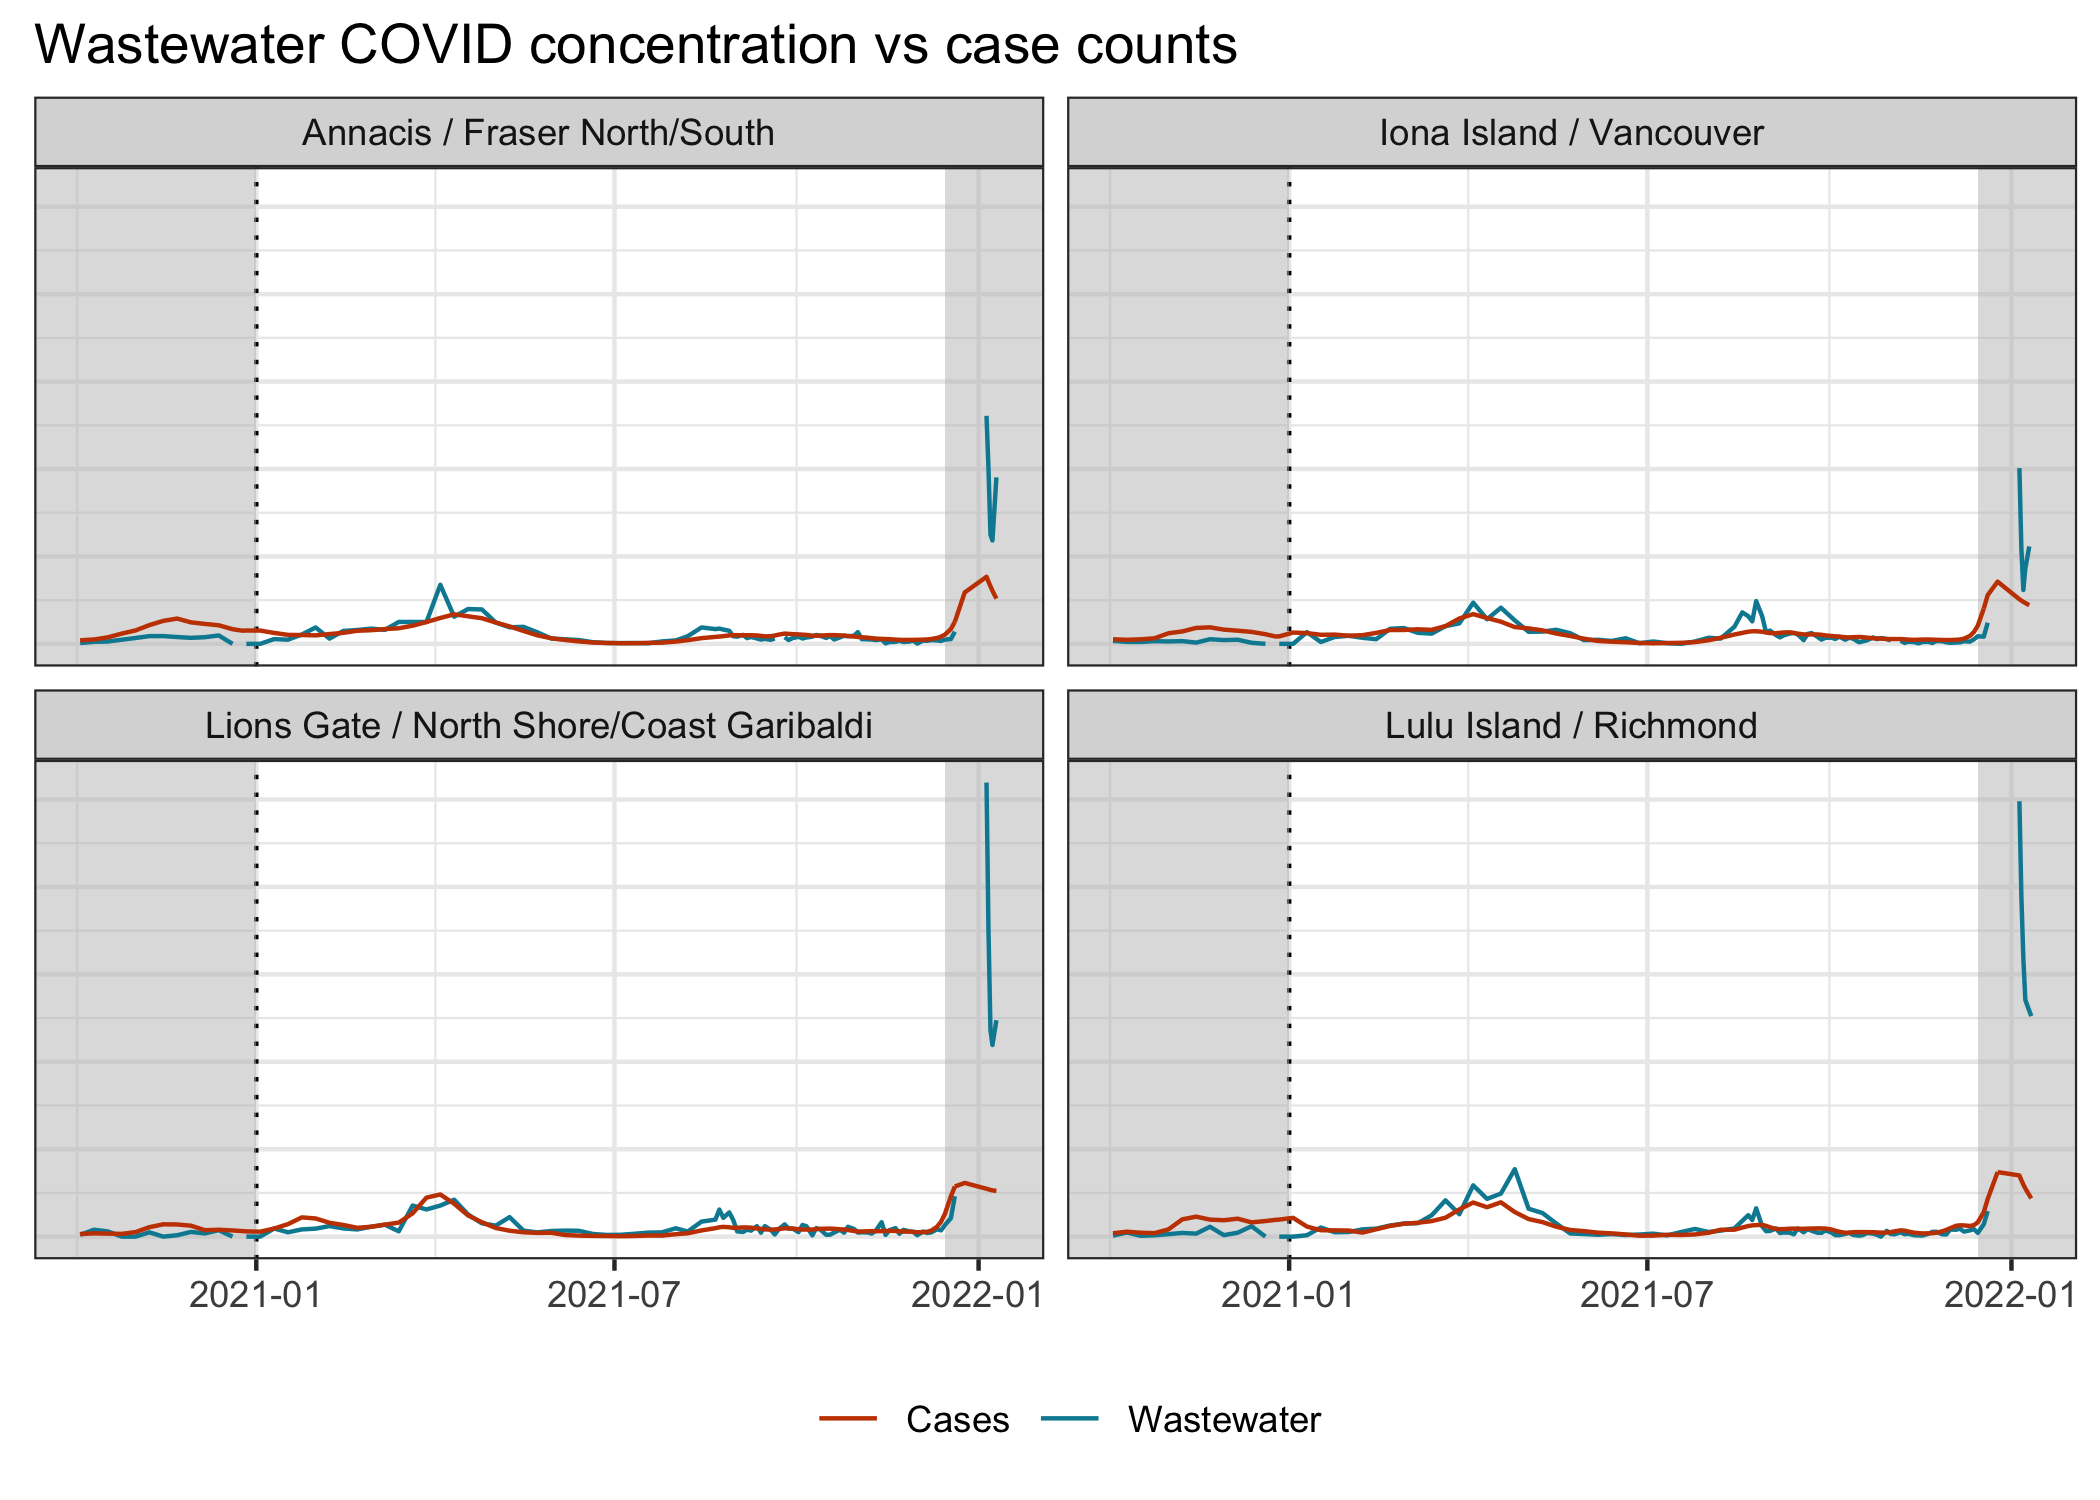 Wastewater COVID concentration vs case counts
Annacis / Fraser North/South
Iona Island / Vancouver
Lions Gate / North Shore/Coast Garibaldi
Lulu Island / Richmond
2021-01 2021-07 2022-01 2021-01 2021-07 2022-01
Cases Wastewater